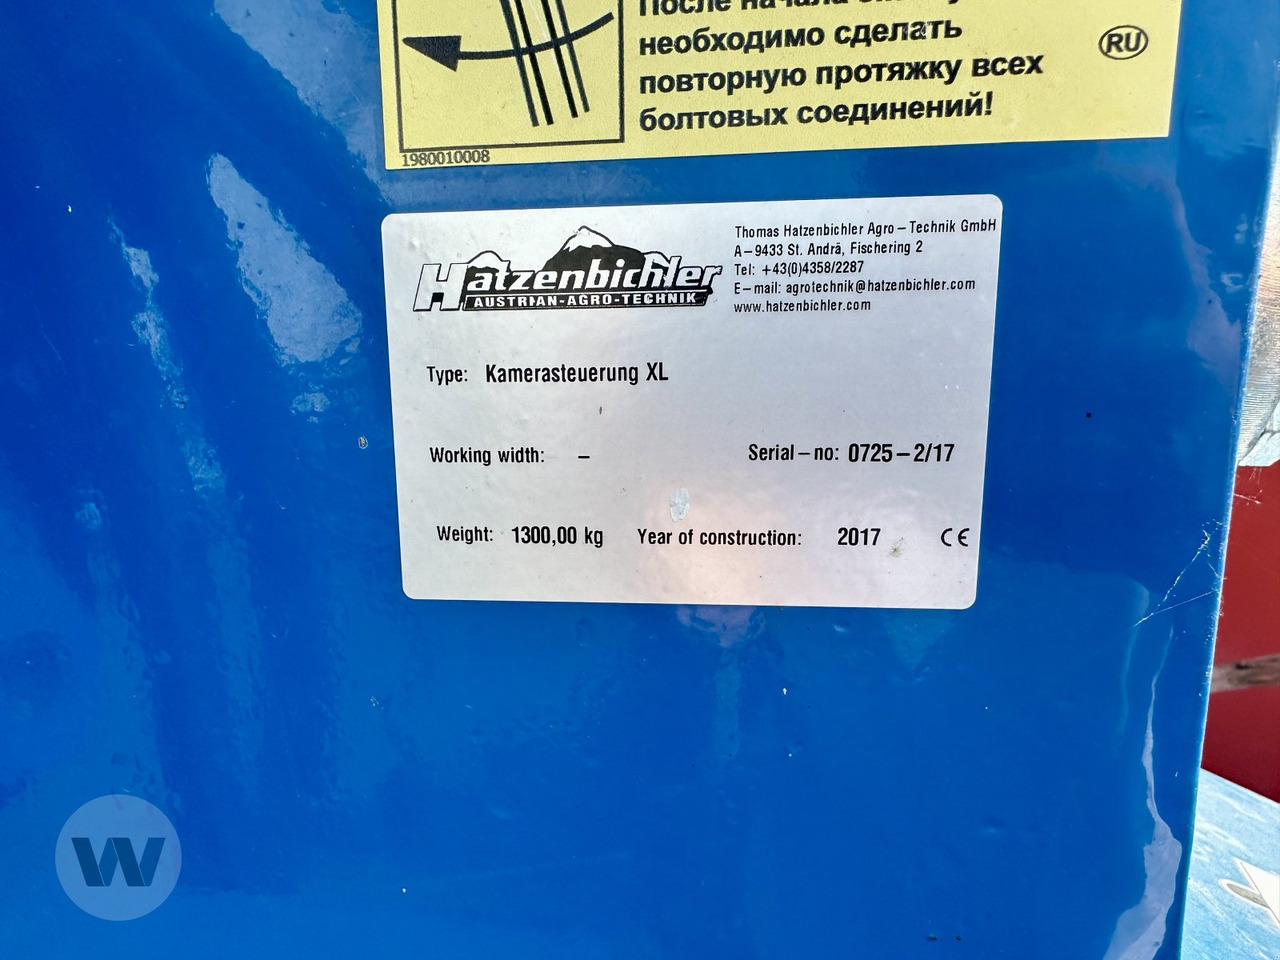 После начала
необходимо сделать
повторную протяжку всех
болтовых соединений!
RU
1980010008
Hatzenbichler
AUSTRIAN-AGRO-TECHNIK
Thomas Hatzenbichler Agro – Technik GmbH
A – 9433 St. Andrä, Fischering 2
Tel: +43(0)4358/2287
E – mail: agrotechnik@hatzenbichler.com
www.hatzenbichler.com
Type: Kamerasteuerung XL
Working width: –
Serial – no: 0725 – 2/17
Weight: 1300,00 kg Year of construction: 2017 CE
W